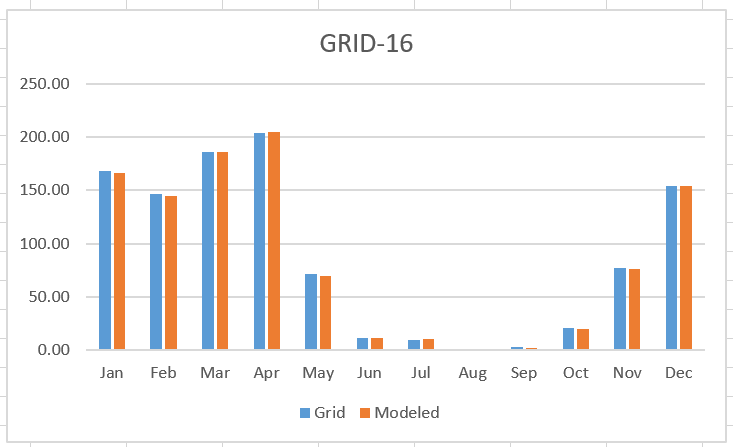 GRID-16
250.00
200.00
150.00
100.00
50.00
0.00
Jan Feb Mar Apr May Jun Jul Aug Sep Oct Nov Dec
Grid Modeled